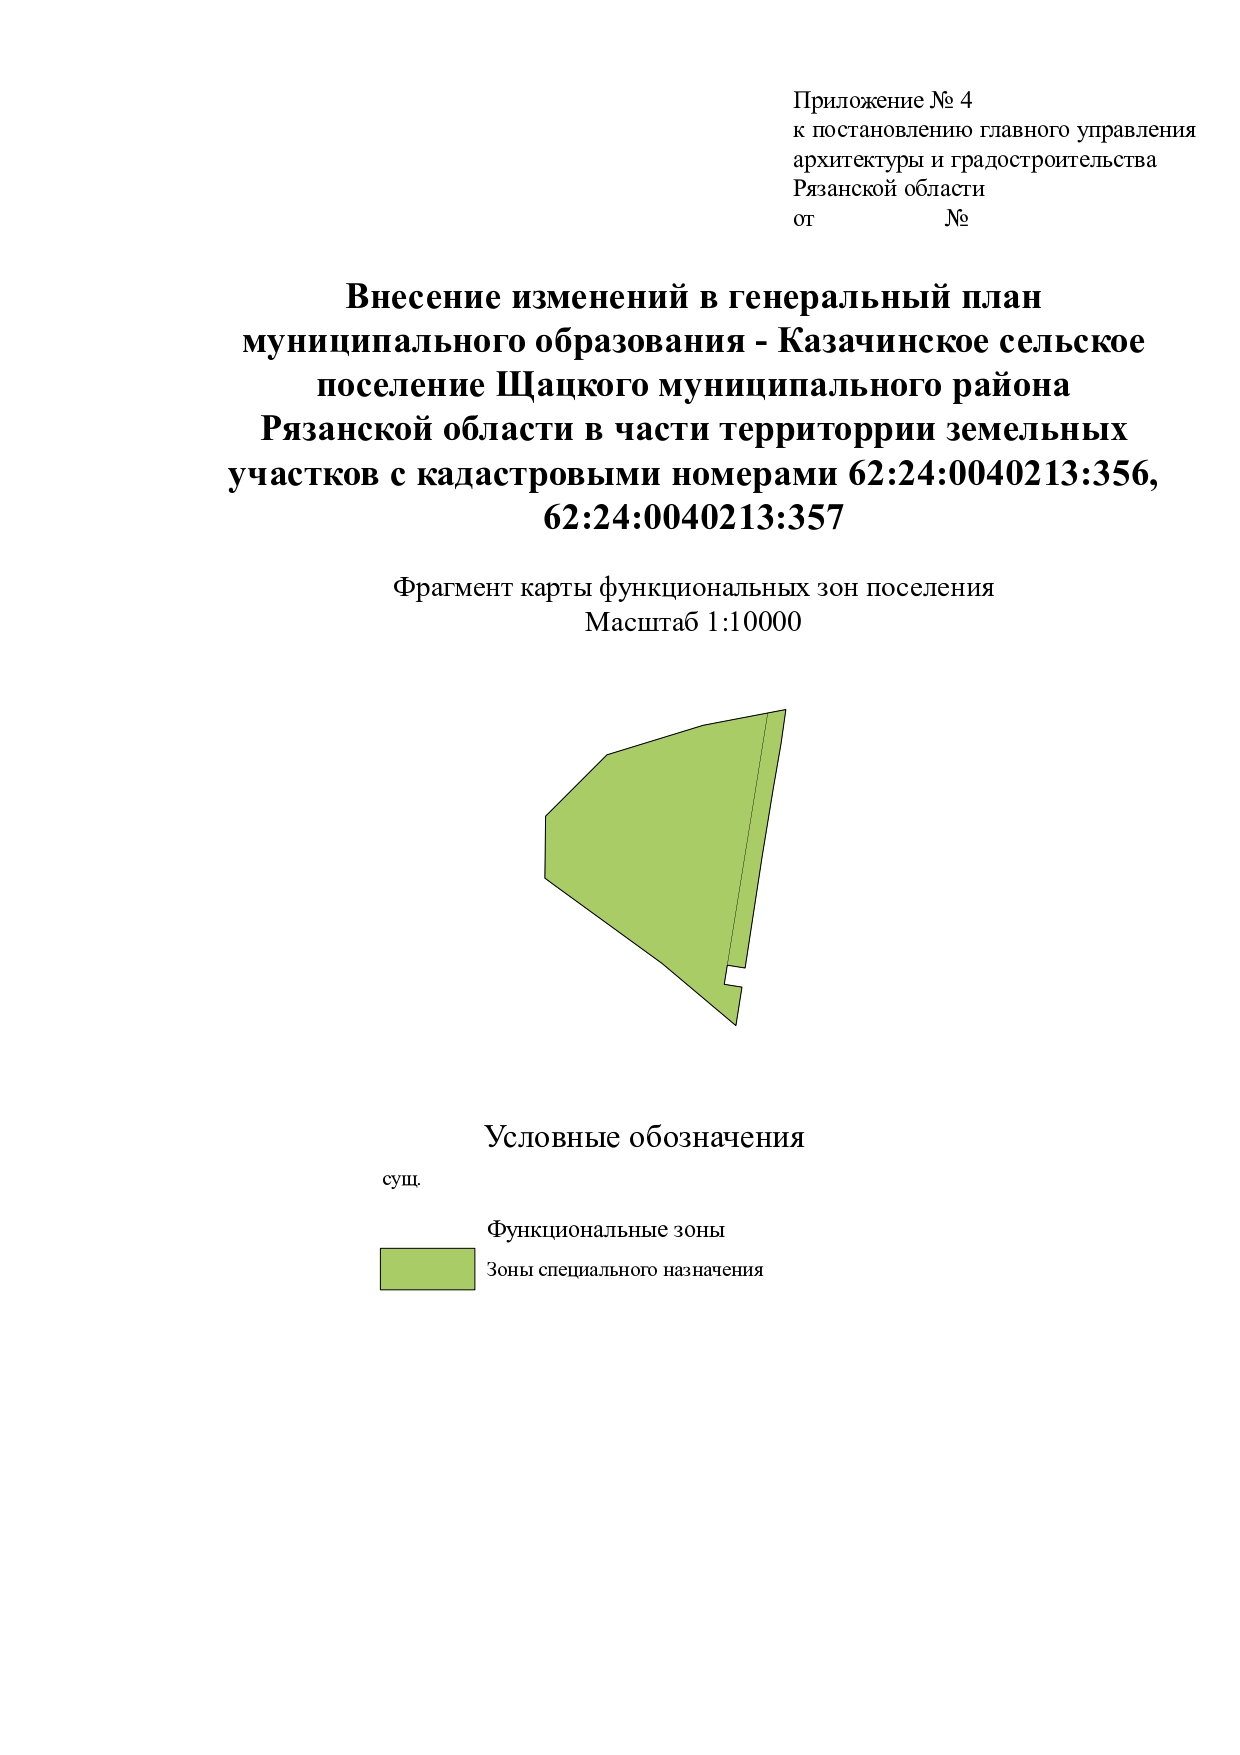 Приложение № 4
к постановлению главного управления
архитектуры и градостроительства
Рязанской области
от №
Внесение изменений в генеральный план
муниципального образования - Казачинское сельское
поселение Щацкого муниципального района
Рязанской области в части территоррии земельных
участков с кадастровыми номерами 62:24:0040213:356,
62:24:0040213:357
Фрагмент карты функциональных зон поселения
Масштаб 1:10000
Условные обозначения
сущ.
Функциональные зоны
Зоны специального назначения